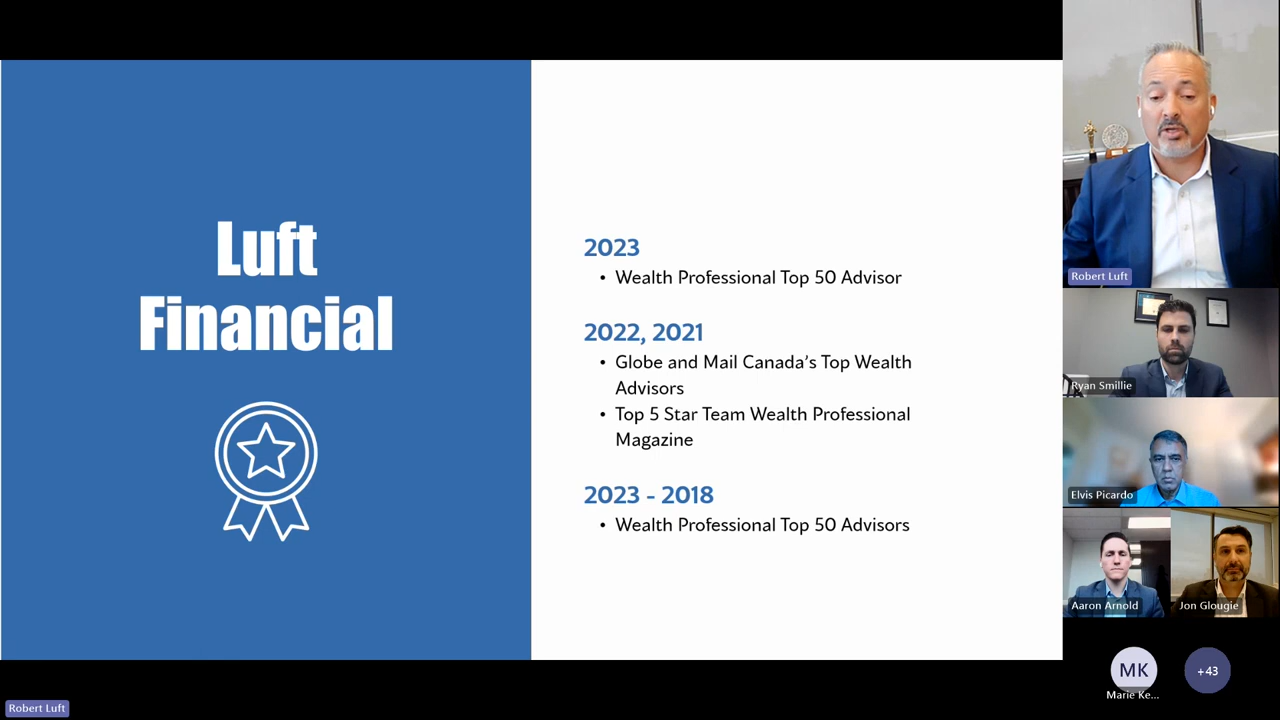 Luft
Financial
2023
• Wealth Professional Top 50 Advisor
2022, 2021
• Globe and Mail Canada's Top Wealth
Advisors
• Top 5 Star Team Wealth Professional
Magazine
2023 - 2018
• Wealth Professional Top 50 Advisors
Robert Luft
Ryan Smillie
Elvis Picardo
Aaron Arnold
Jon Glougie
MK
+43
Marie Ke...
Robert Luft